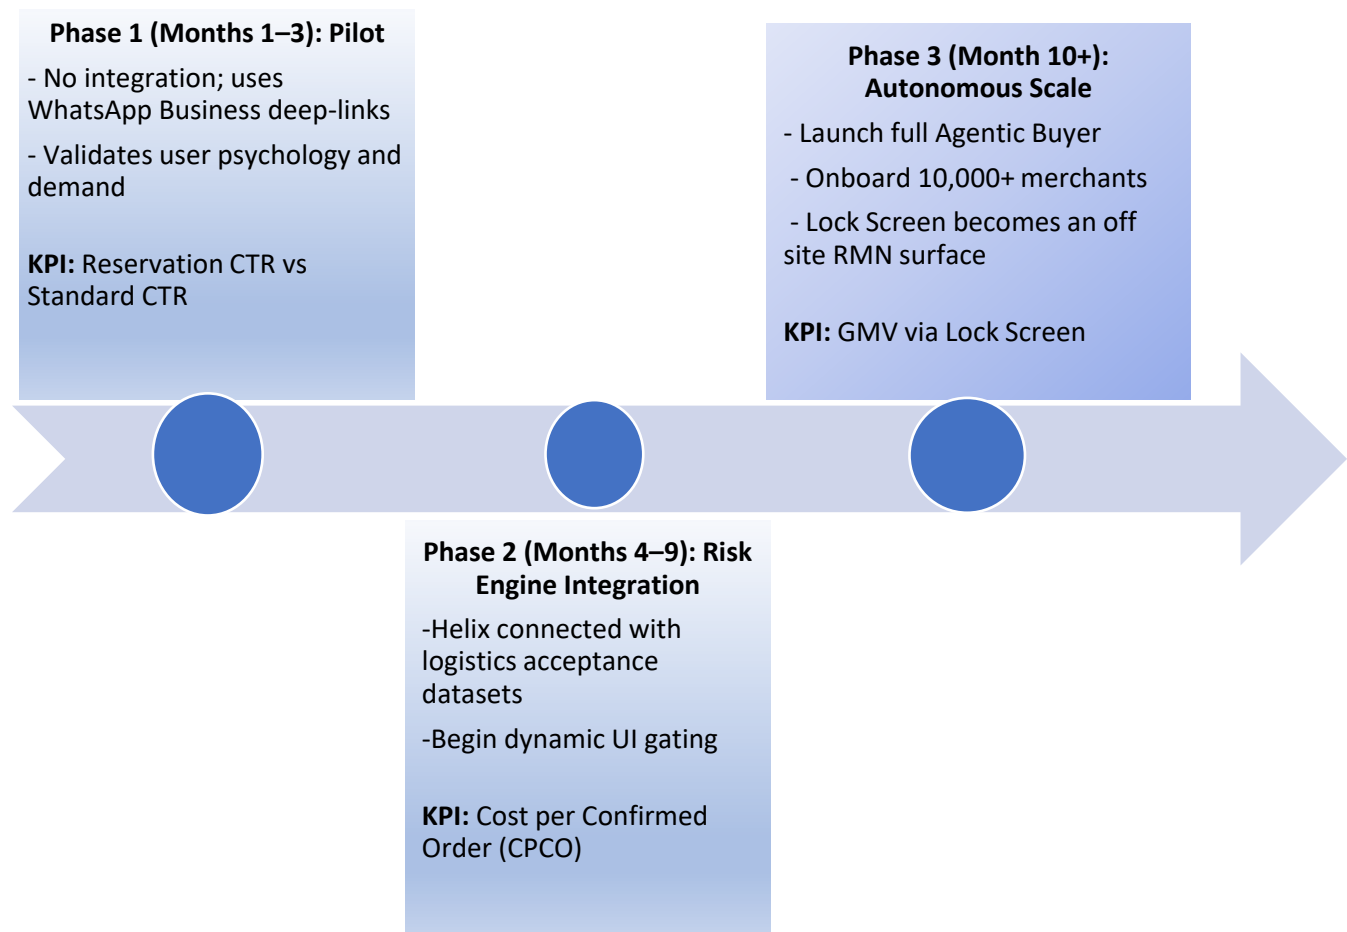 Phase 1 (Months 1–3): Pilot
- No integration; uses
WhatsApp Business deep-links
- Validates user psychology and
demand
KPI: Reservation CTR vs
Standard CTR
Phase 2 (Months 4–9): Risk
Engine Integration
-Helix connected with
logistics acceptance
datasets
-Begin dynamic UI gating
KPI: Cost per Confirmed
Order (CPCO)
Phase 3 (Month 10+):
Autonomous Scale
- Launch full Agentic Buyer
- Onboard 10,000+ merchants
- Lock Screen becomes an off
site RMN surface
KPI: GMV via Lock Screen